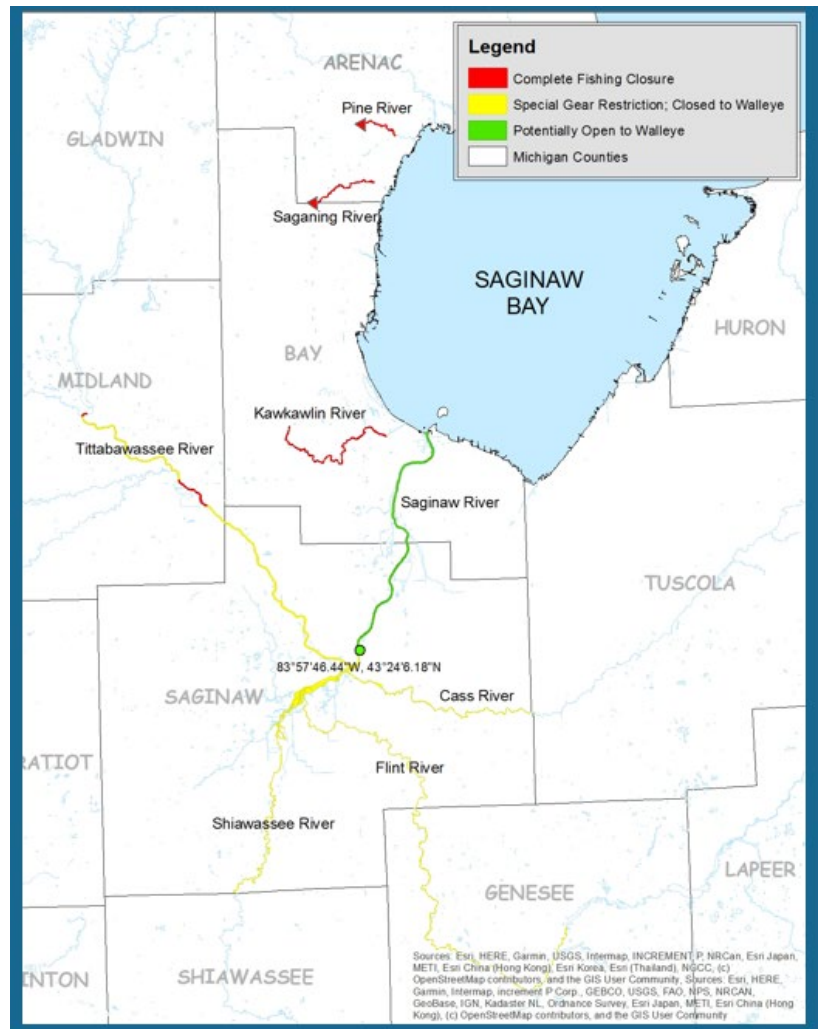 Legend
Complete Fishing Closure
Special Gear Restriction; Closed to Walleye
Potentially Open to Walleye
Michigan Counties
ARENAC
Pine River
GLADWIN
Saganing River
SAGINAW
BAY
HURON
BAY
MIDLAND
Kawkawlin River
Tittabawassee River
Saginaw River
TUSCOLA
83°57'46.44"W, 43°24'6.18"N
SAGINAW
Cass River
RATIOT
Flint River
Shiawassee River
LAPEER
GENESEE
INTON
SHIAWASSEE
Sources: Esri, HERE, Garmin, USGS, Intermap, INCREMENT P, NRCan, Esri Japan,
METI, Esri China (Hong Kong), Esri Korea, Esri (Thailand), NGCC, (c)
OpenStreetMap contributors, and the GIS User Community, Sources: Esri, HERE,
Garmin, Intermap, increment P Corp., GEBCO, USGS, FAO, NPS, NRCAN,
GeoBase, IGN, Kadaster NL, Ordnance Survey, Esri Japan, METI, Esri China (Hong
Kong), (c) OpenStreetMap contributors, and the GIS User Community